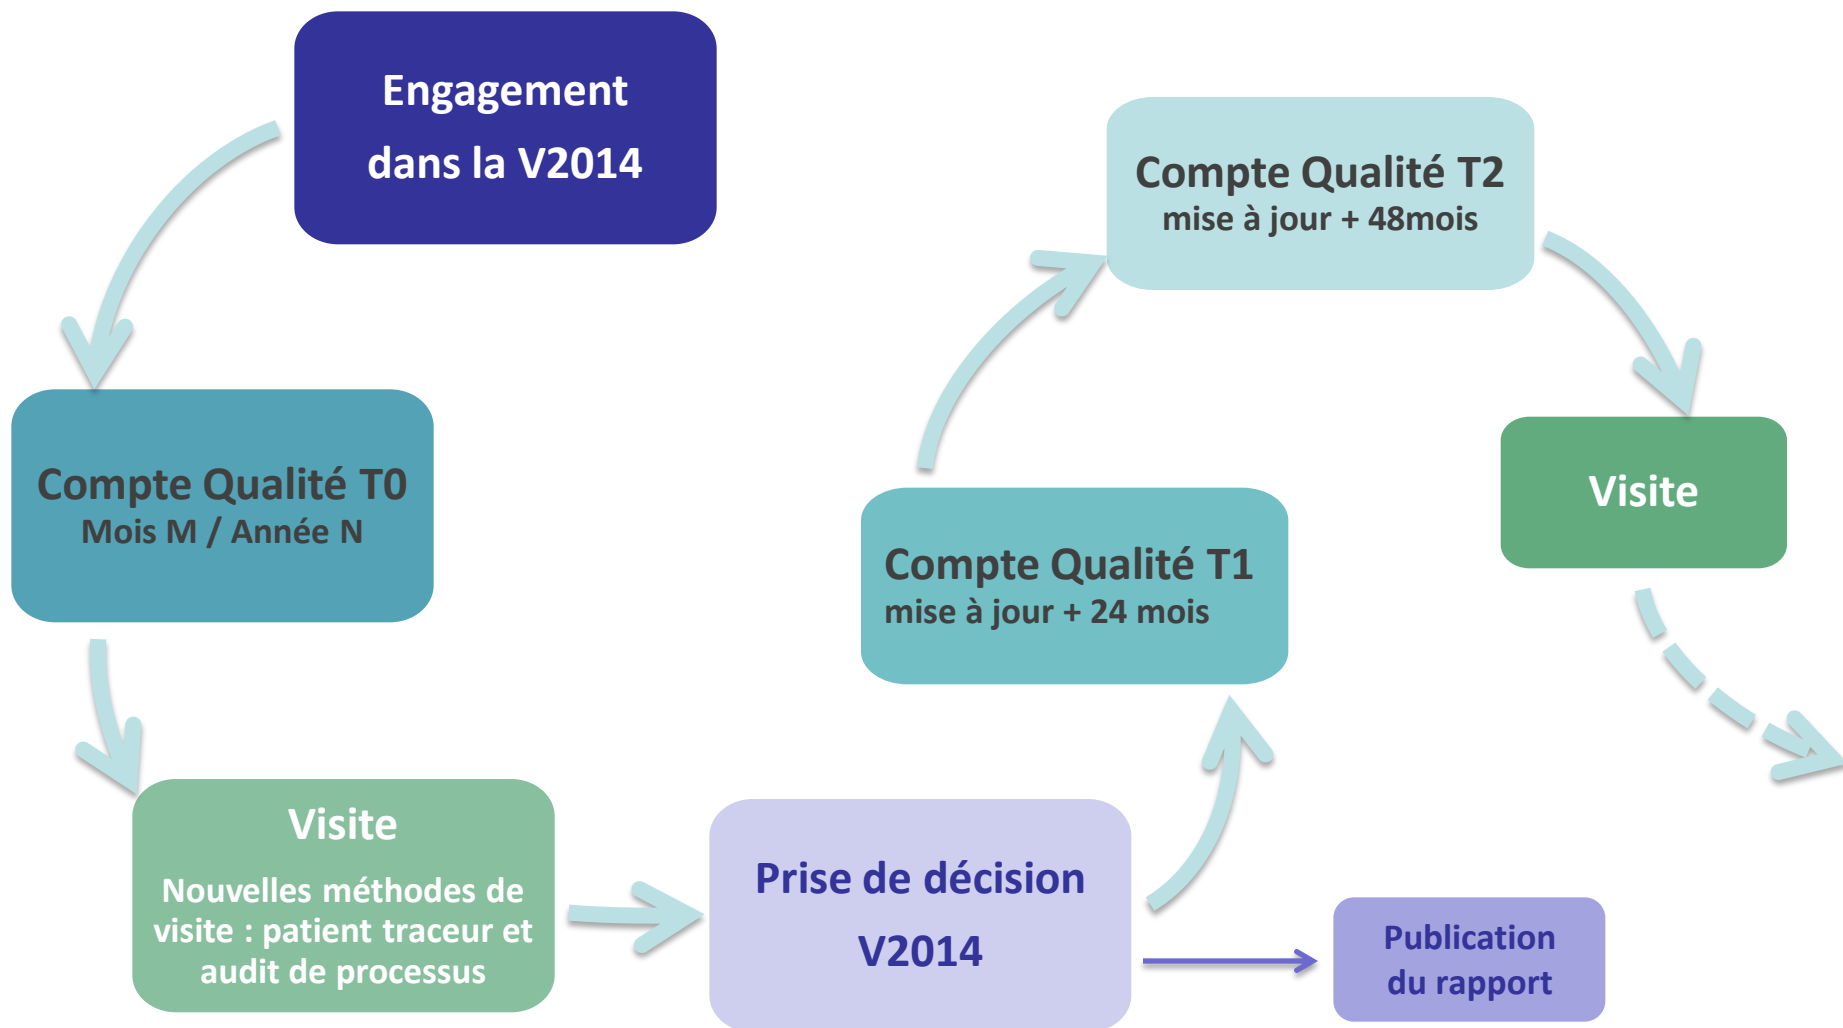 Engagement
dans la V2014
Compte Qualité T0
Mois M / Année N
Visite
Nouvelles méthodes de
visite : patient traceur et
audit de processus
Prise de décision
V2014
Publication
du rapport
Compte Qualité T1
mise à jour + 24 mois
Compte Qualité T2
mise à jour + 48mois
Visite